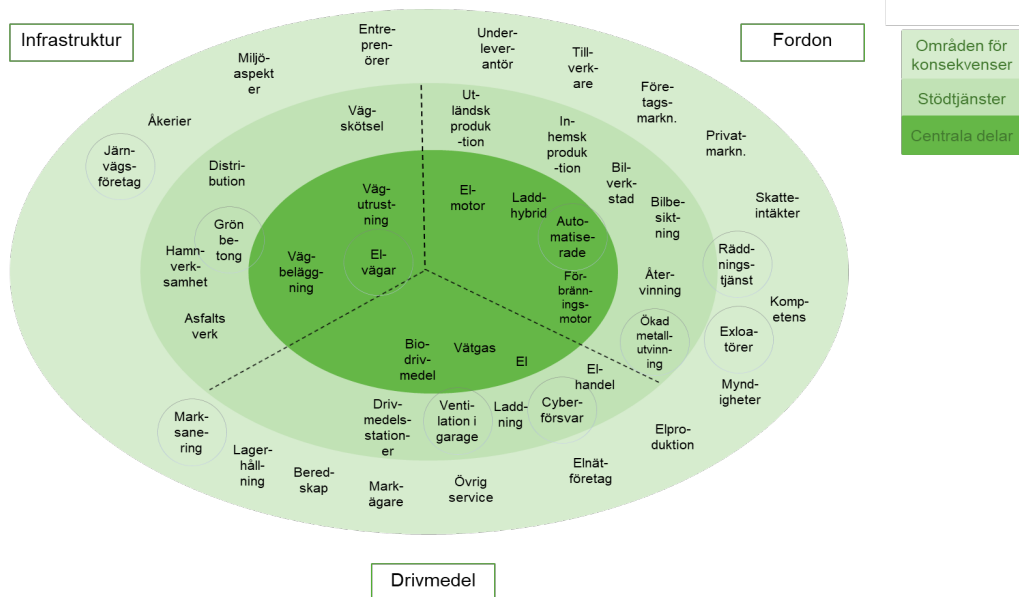 Infrastruktur
Fordon
Områden för
konsekvenser
Stödtjänster
Centrala delar
Entre-
pren-
örer
Under-
lever-
antör
Till-
verk-
are
Miljö-
aspekt
er
Före-
tags-
markn.
Privat-
markn.
Åkerier
Järn-
vägs-
företag
Skatte-
intäkter
Väg-
skötsel
Ut-
ländsk
produk
-tion
In-
hemsk
produk
-tion
Bil-
verk-
stad
Bilbe-
sikt-
ning
Distri-
bution
Grön
be-
tong
Hamn-
verk-
samhet
Asfalts
verk
Väg-
utrust-
ning
El-
motor
Ladd-
hybrid
Auto-
matise-
rade
Väg-
belägg-
ning
El-
vägar
För-
bränn-
ings-
motor
Åter-
vinning
Rädd-
nings-
tjänst
Ökad
metall-
utvinn-
ing
Komp-
etens
Exloa-
törer
Mynd-
igheter
Bio-
driv-
medel
Vätgas
El
El-
handel
Driv-
medels-
station-
er
Venti-
lation i
garage
Ladd-
ning
Cyber-
försvar
Elpro-
duktion
Mark-
sane-
ring
Lager-
håll-
ning
Bered-
skap
Mark-
ägare
Övrig
service
Elnät-
företag
Drivmedel